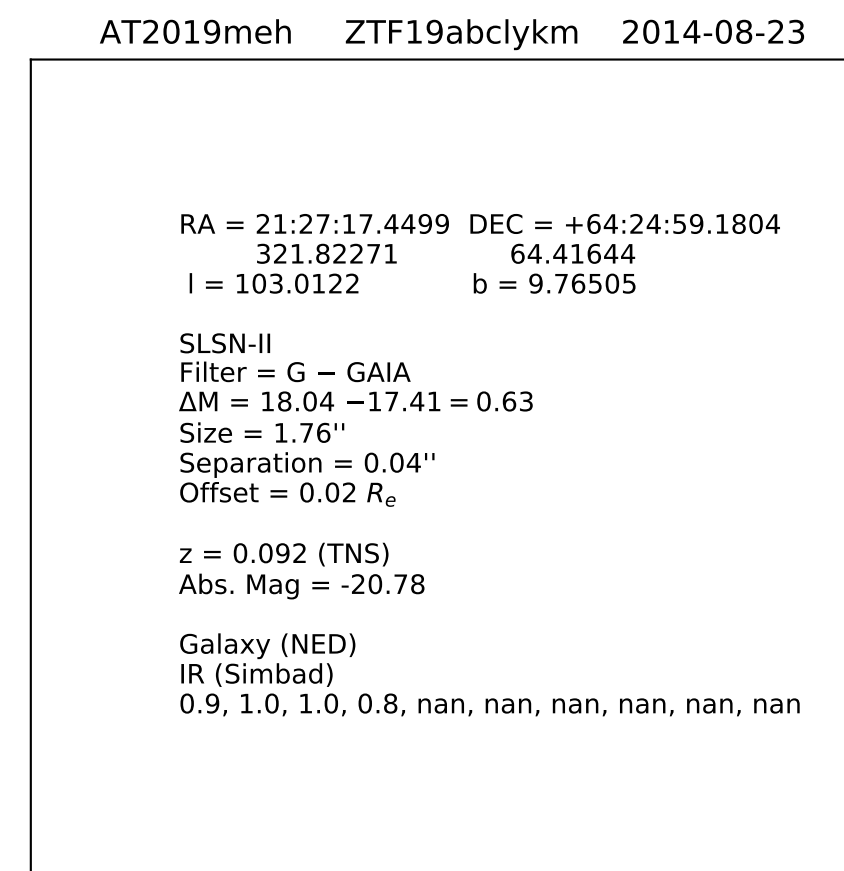 AT2019meh ZTF19abclykm 2014-08-23
RA = 21:27:17.4499 DEC = +64:24:59.1804
321.82271 64.41644
l = 103.0122 b = 9.76505
SLSN-II
Filter = G − GAIA
ΔM = 18.04 −17.41 = 0.63
Size = 1.76''
Separation = 0.04''
Offset = 0.02 Re
z = 0.092 (TNS)
Abs. Mag = -20.78
Galaxy (NED)
IR (Simbad)
0.9, 1.0, 1.0, 0.8, nan, nan, nan, nan, nan, nan